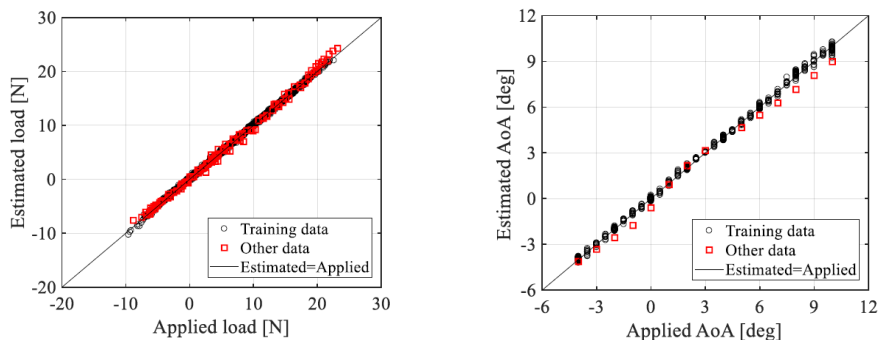 Estimated load [N]
30
20
10
0
-10
-20
-20
-10
0
10
20
30
Training data
Other data
Estimated=Applied
Applied load [N]
Estimated AoA [deg]
12
9
6
3
0
-3
-6
-6
-3
0
3
6
9
12
Training data
Other data
Estimated=Applied
Applied AoA [deg]